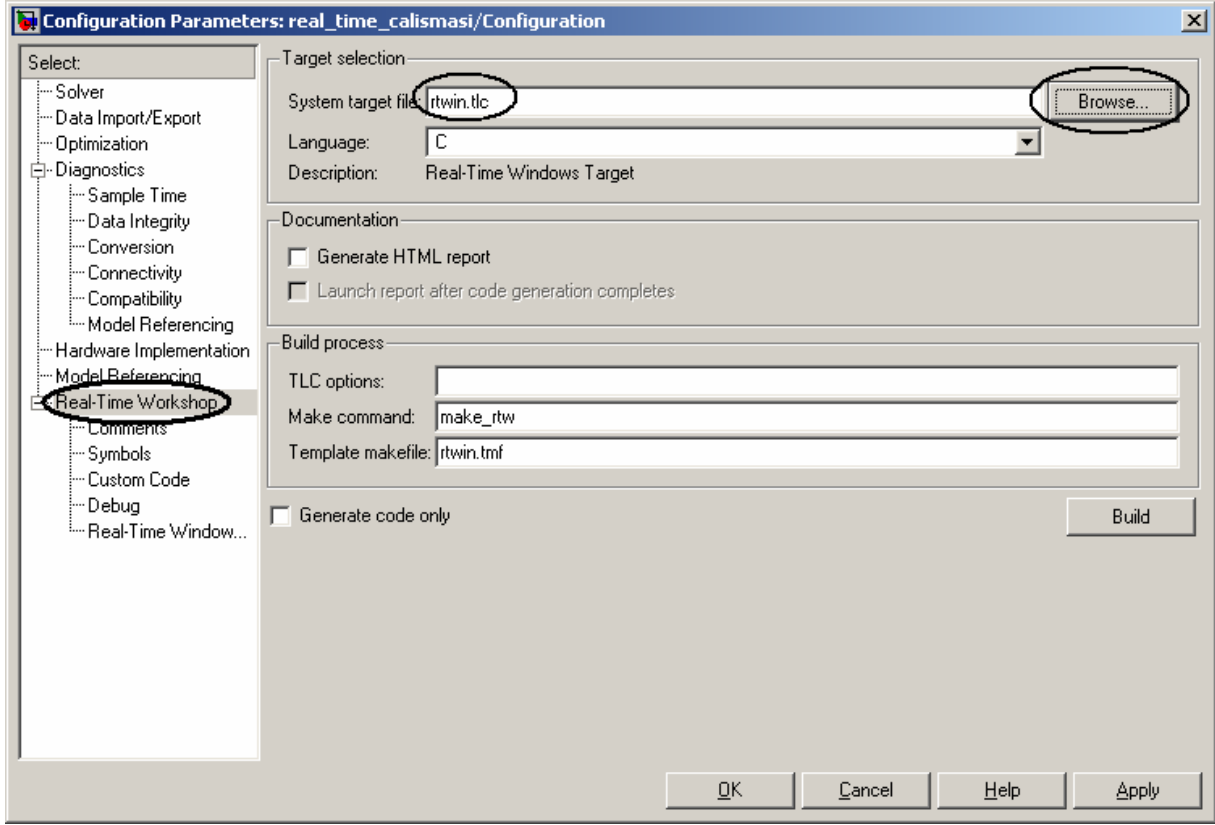 Configuration Parameters: real_time_calismasi/Configuration
Select:
Solver
Data Import/Export
Optimization
Diagnostics
Sample Time
Data Integrity
Conversion
Connectivity
Compatibility
Model Referencing
Hardware Implementation
Model Referencing
Real-Time Workshop
Comments
Symbols
Custom Code
Debug
Real-Time Window...
Target selection
System target file: rtwin.tlc Browse...
Language: C
Description: Real-Time Windows Target
Documentation
Generate HTML report
Launch report after code generation completes
Build process
TLC options:
Make command: make_rtw
Template makefile: rtwin.tmf
Generate code only Build
OK Cancel Help Apply